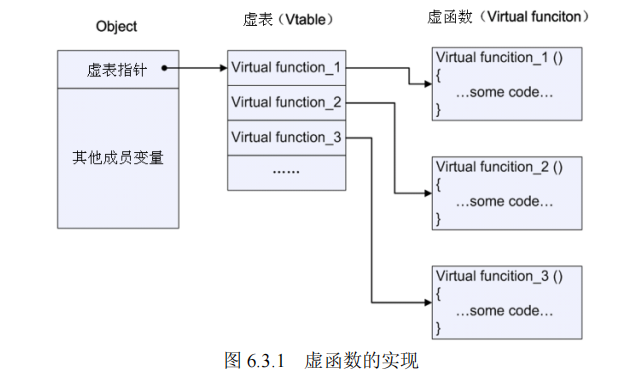 Object
虚表（Vtable）
虚函数（Virtual funciton）
虚表指针
其他成员变量
Virtual function_1
Virtual function_2
Virtual function_3
……
Virtual funcition_1 ()
{
…some code…
}
Virtual funcition_2 ()
{
…some code…
}
Virtual funcition_3 ()
{
…some code…
}
图 6.3.1 虚函数的实现